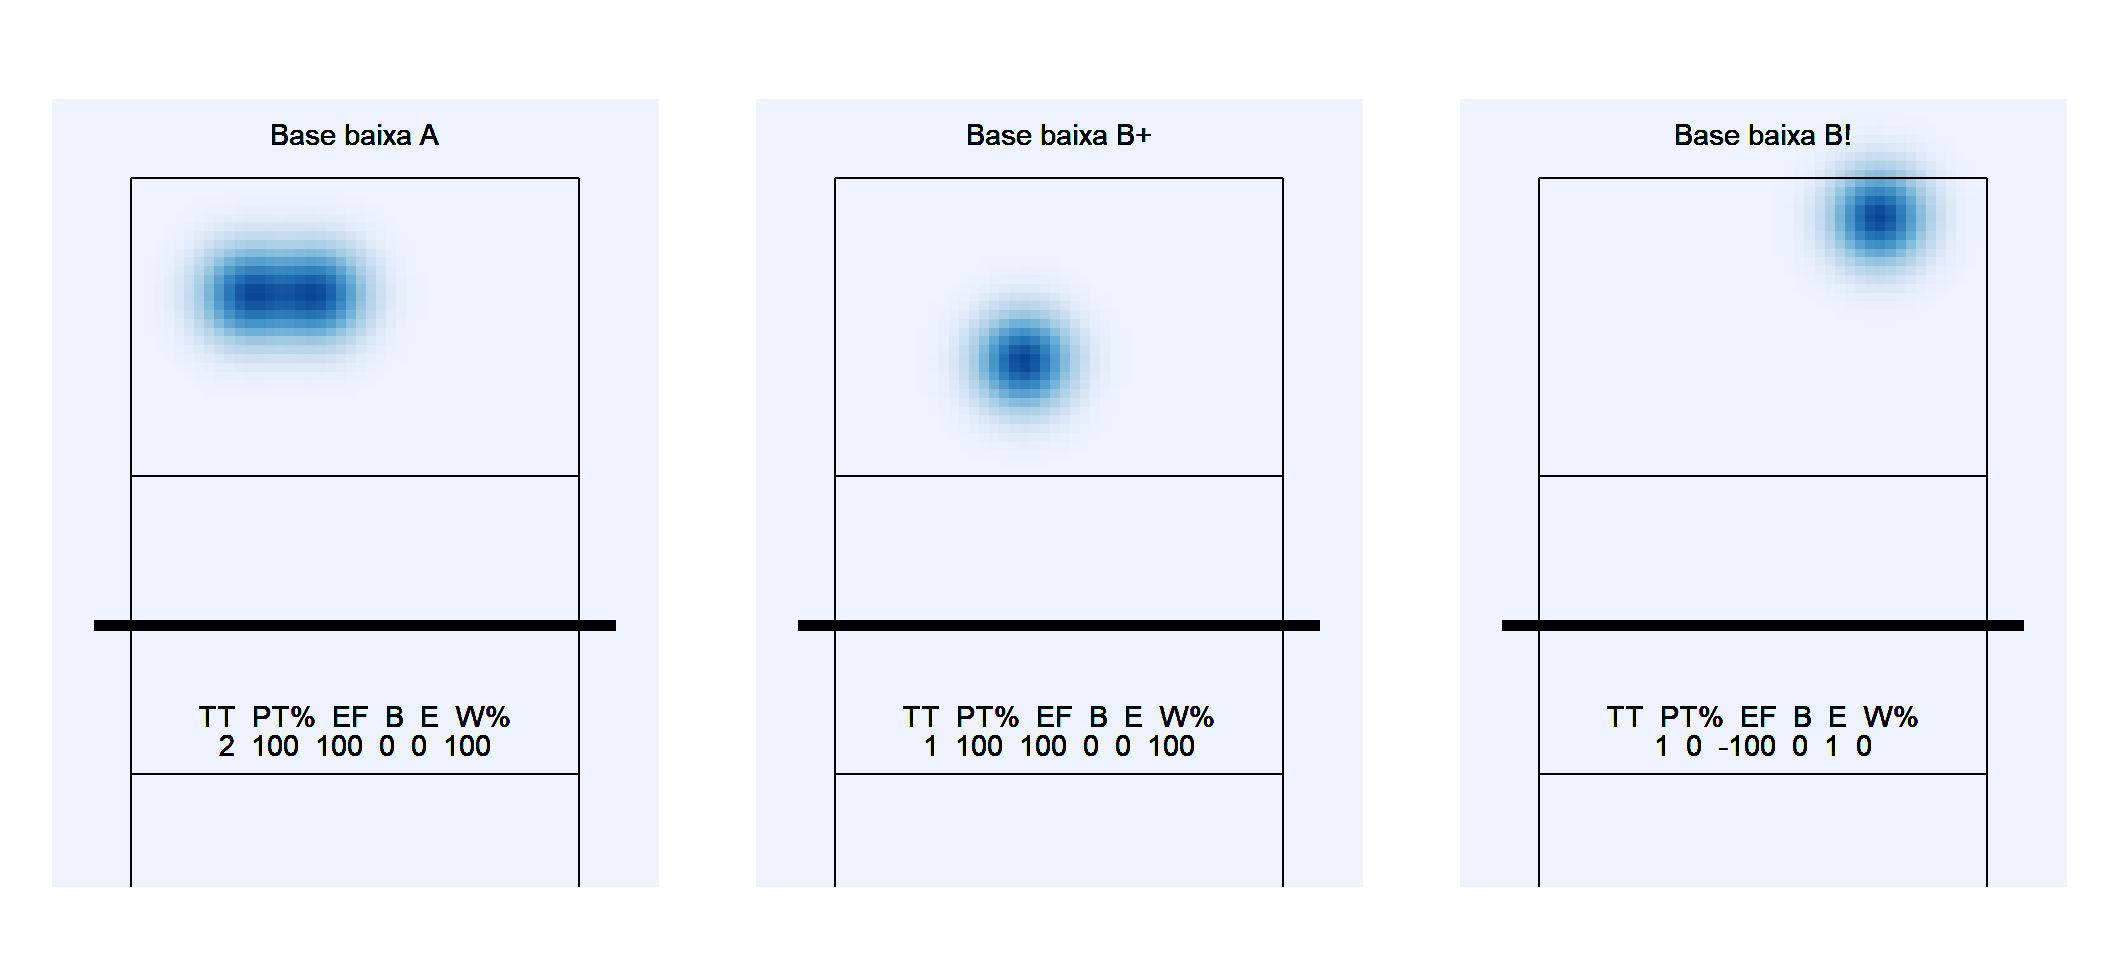 Base baixa A
TT PT% EF B E W%
2 100 100 0 0 100
Base baixa B+
TT PT% EF B E W%
1 100 100 0 0 100
Base baixa B!
TT PT% EF B E W%
1 0 -100 0 1 0